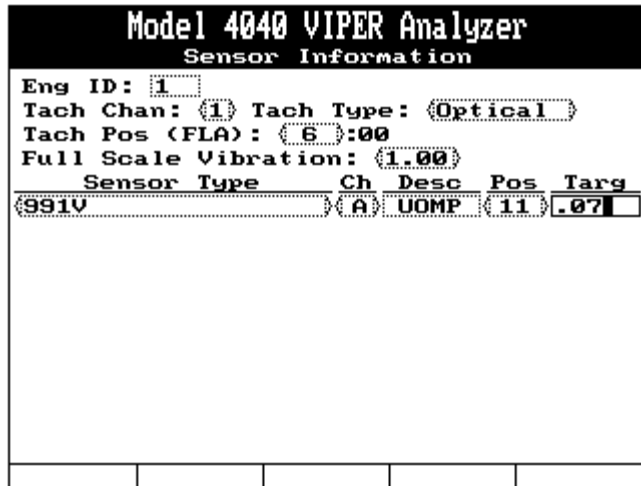 Model 4040 VIPER Analyzer
Sensor Information
Eng ID: 1
Tach Chan: (1) Tach Type: (Optical )
Tach Pos (FLA): ( 6 ):00
Full Scale Vibration: (1.00)
Sensor Type Ch Desc Pos Targ
(991V )( A) UOMP ( 11 ) .07